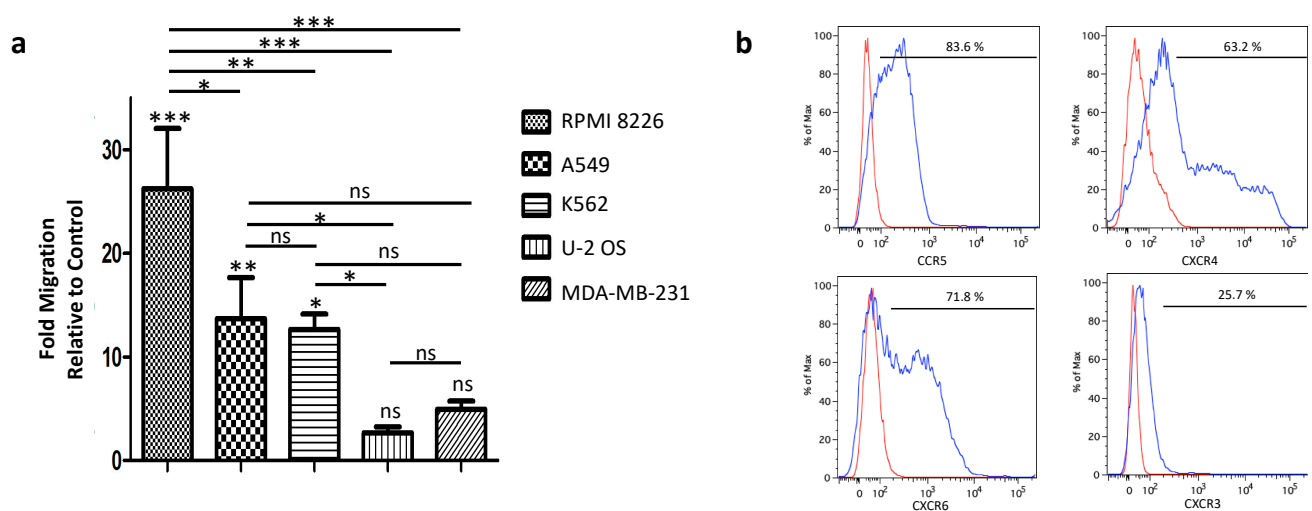 a
***
***
**
*
***
**
*
ns
ns
ns
*
ns
ns
*
ns
30
20
10
0
Fold Migration
Relative to Control
RPMI 8226
A549
K562
U-2 OS
MDA-MB-231
b
83.6 %
100
80
60
40
20
0
% of Max
0 10² 10³ 10⁴ 10⁵
CCR5
63.2 %
100
80
60
40
20
0
% of Max
0 10² 10³ 10⁴ 10⁵
CXCR4
71.8 %
100
80
60
40
20
0
% of Max
0 10² 10³ 10⁴ 10⁵
CXCR6
25.7 %
100
80
60
40
20
0
% of Max
0 10² 10³ 10⁴ 10⁵
CXCR3